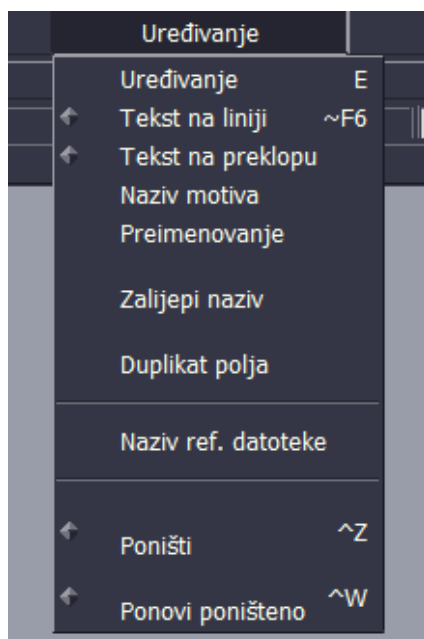 Uređivanje
Uređivanje E
Tekst na liniji ~F6
Tekst na preklopu
Naziv motiva
Preimenovanje
Zalijepi naziv
Duplikat polja
Naziv ref. datoteke
Poništi ^Z
Ponovi poništeno ^W